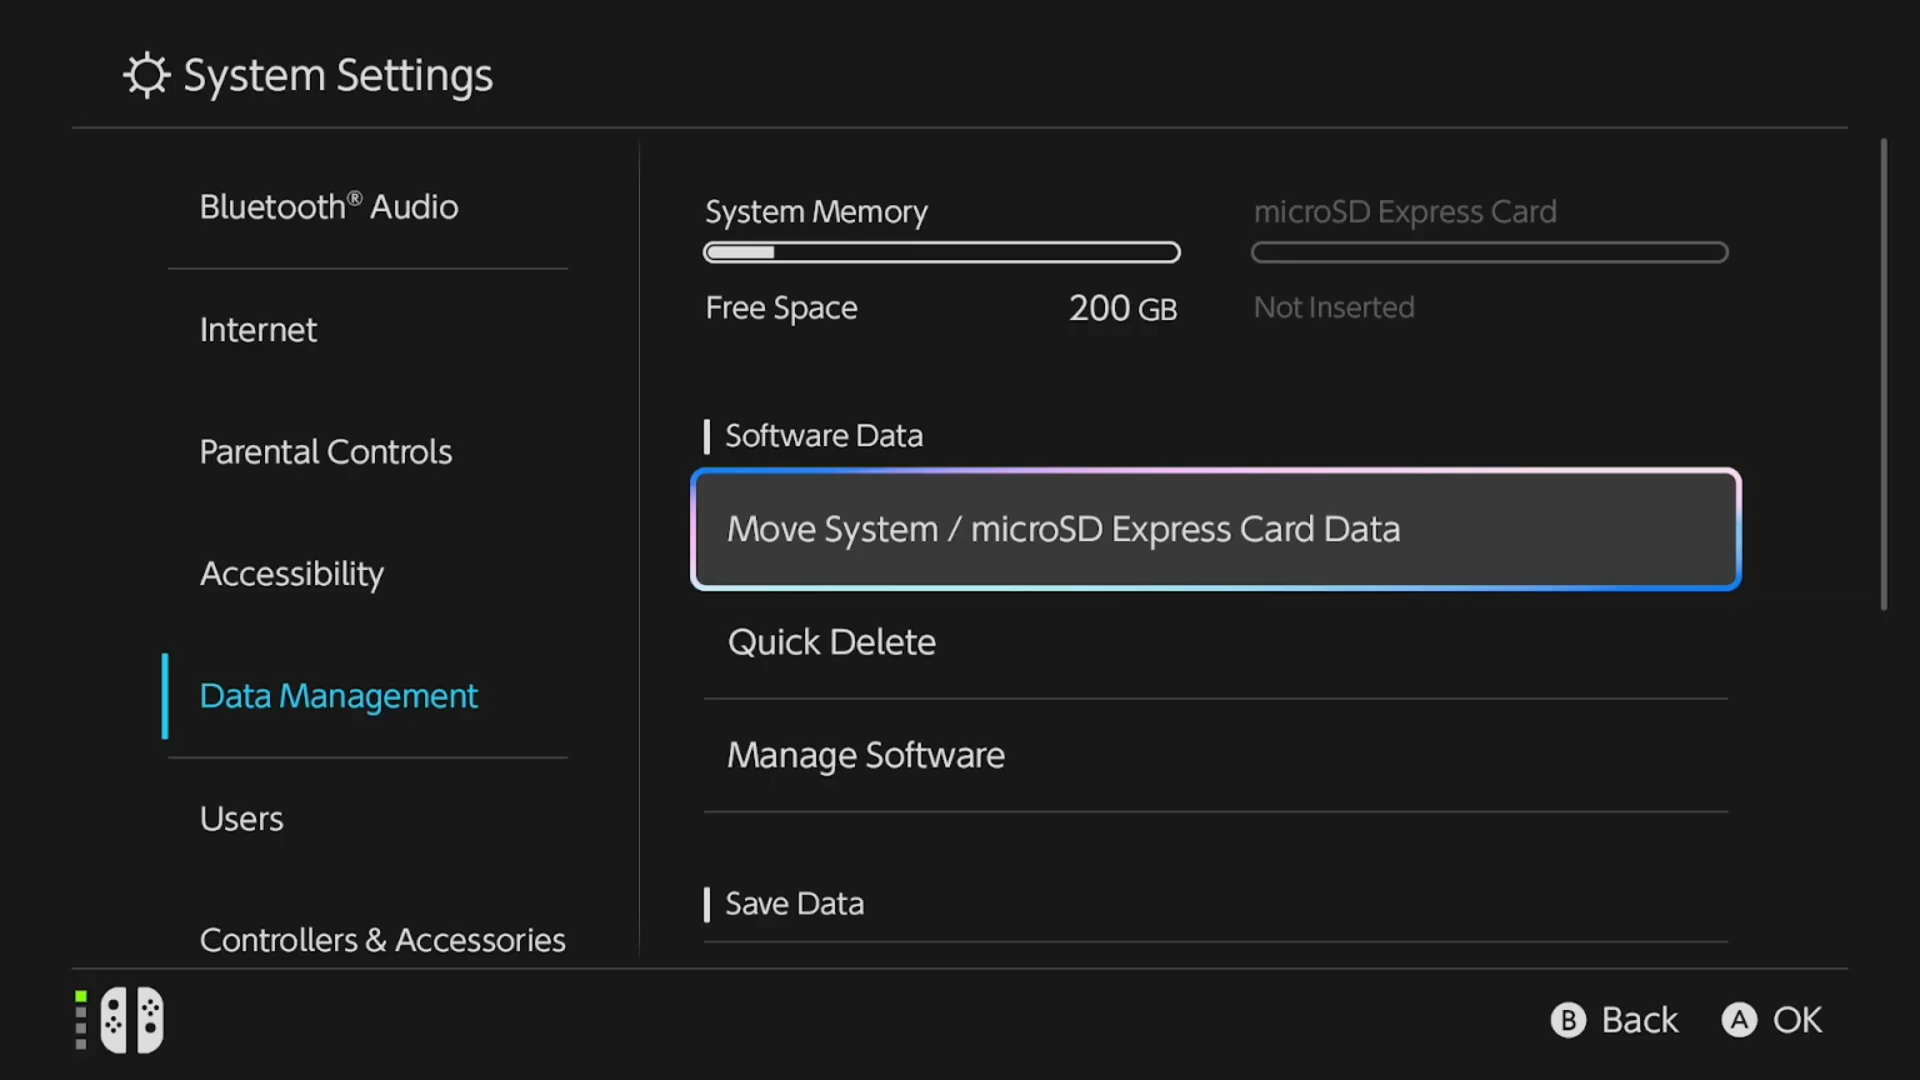 System Settings
Bluetooth® Audio
Internet
Parental Controls
Accessibility
Data Management
Users
Controllers & Accessories
System Memory
Free Space 200 GB
microSD Express Card
Not Inserted
Software Data
Move System / microSD Express Card Data
Quick Delete
Manage Software
Save Data
B Back A OK